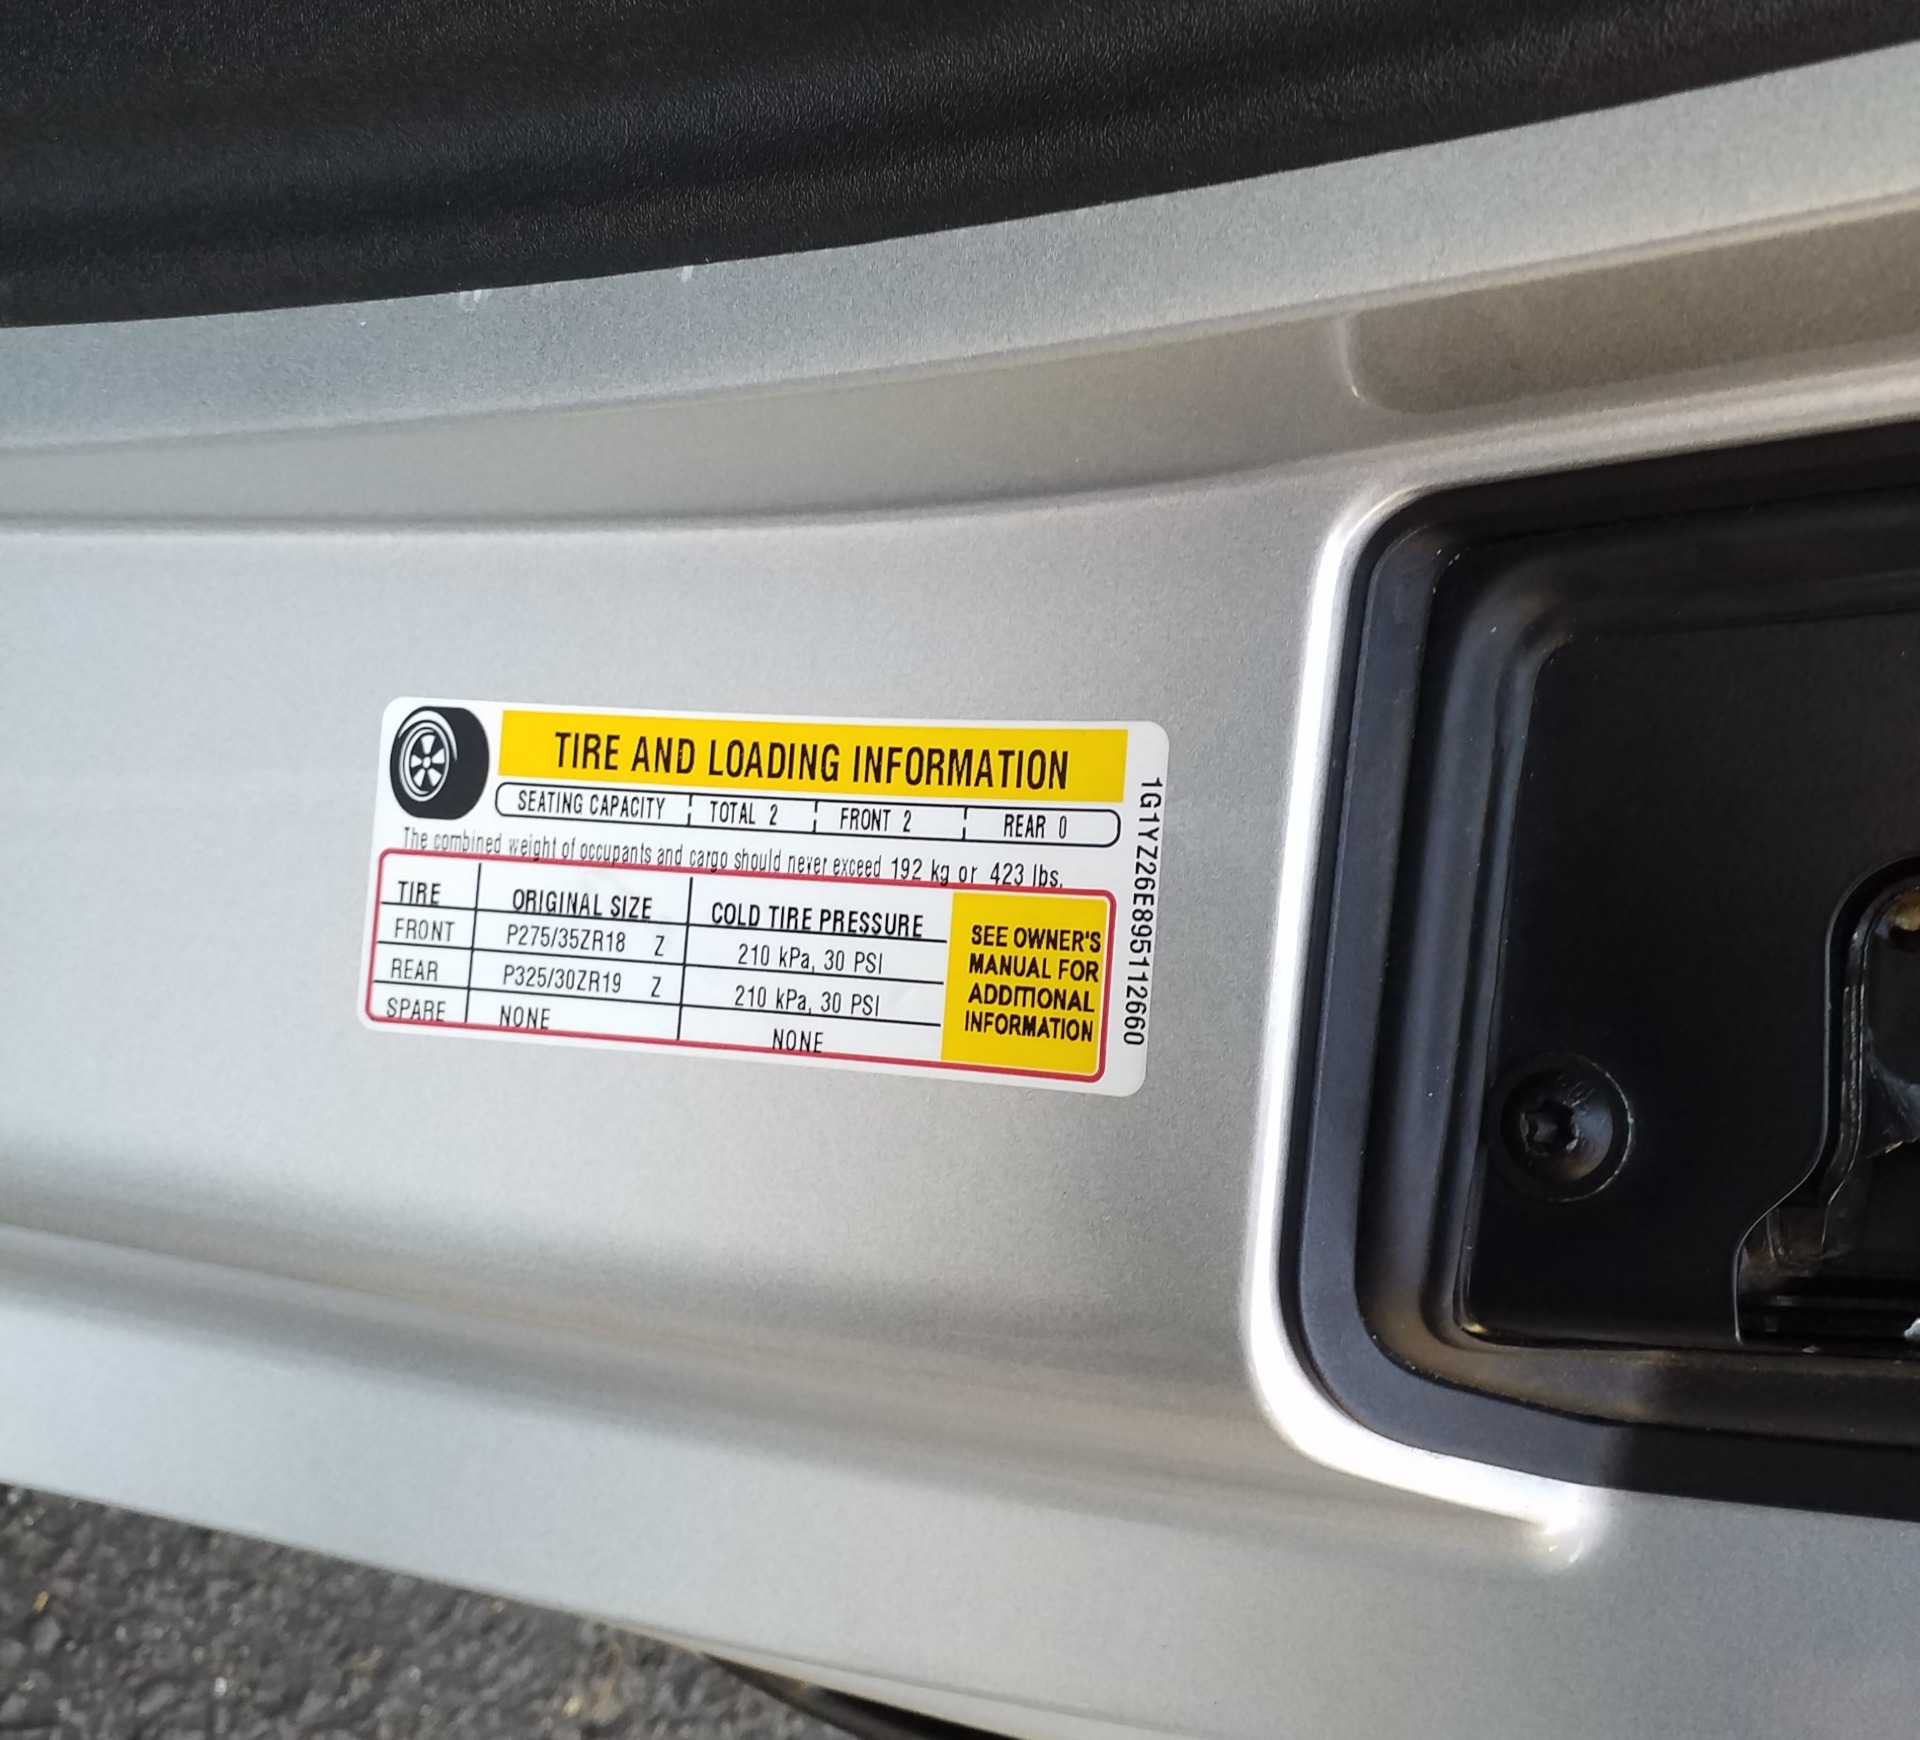 TIRE AND LOADING INFORMATION
SEATING CAPACITY TOTAL 2 FRONT 2 REAR 0
The combined weight of occupants and cargo should never exceed 192 kg or 423 lbs.
TIRE ORIGINAL SIZE COLD TIRE PRESSURE
FRONT P275/35ZR18 Z 210 kPa, 30 PSI
REAR P325/30ZR19 Z 210 kPa, 30 PSI
SPARE NONE NONE
SEE OWNER'S
MANUAL FOR
ADDITIONAL
INFORMATION
1G1YZ26E895112660